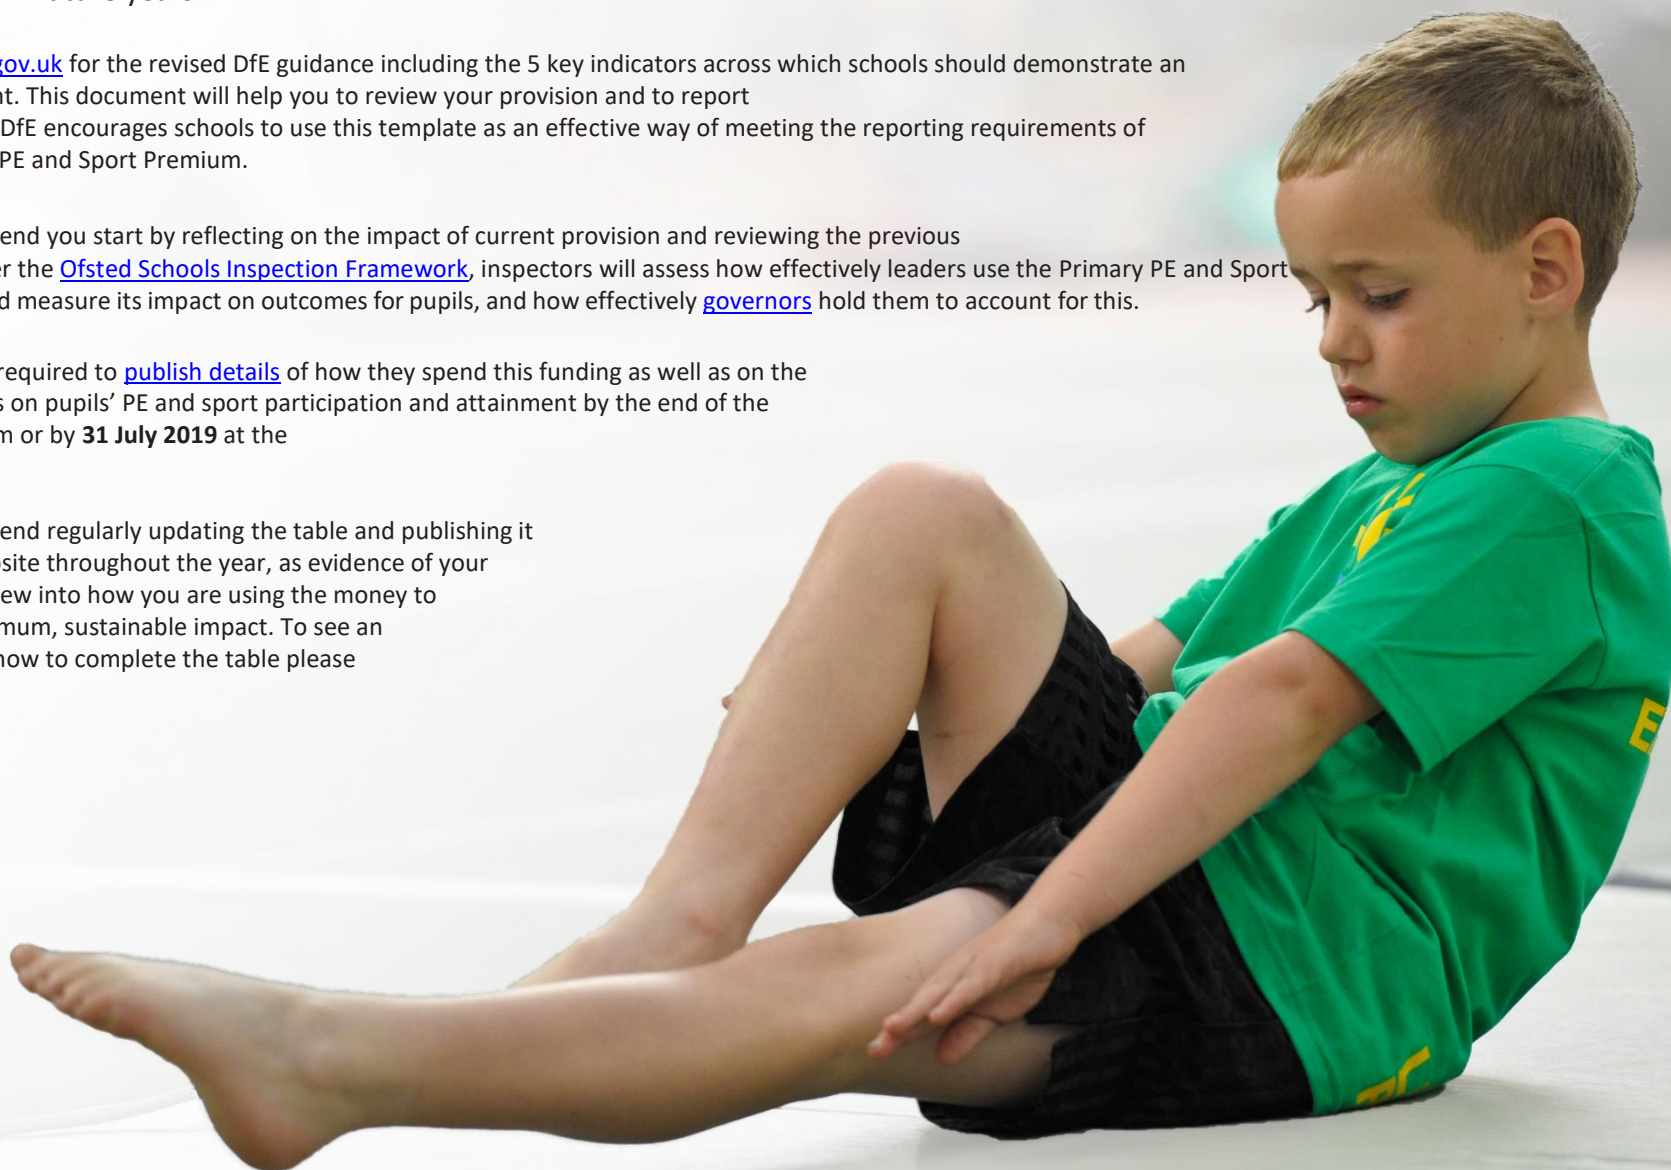 gov.uk for the revised DfE guidance including the 5 key indicators across which schools should demonstrate an
This document will help you to review your provision and to report
DfE encourages schools to use this template as an effective way of meeting the reporting requirements of
PE and Sport Premium.
you start by reflecting on the impact of current provision and reviewing the previous
the Ofsted Schools Inspection Framework, inspectors will assess how effectively leaders use the Primary PE and Sport
measure its impact on outcomes for pupils, and how effectively governors hold them to account for this.
required to publish details of how they spend this funding as well as on the
on pupils’ PE and sport participation and attainment by the end of the
or by 31 July 2019 at the
regularly updating the table and publishing it
throughout the year, as evidence of your
into how you are using the money to
sustainable impact. To see an
how to complete the table please